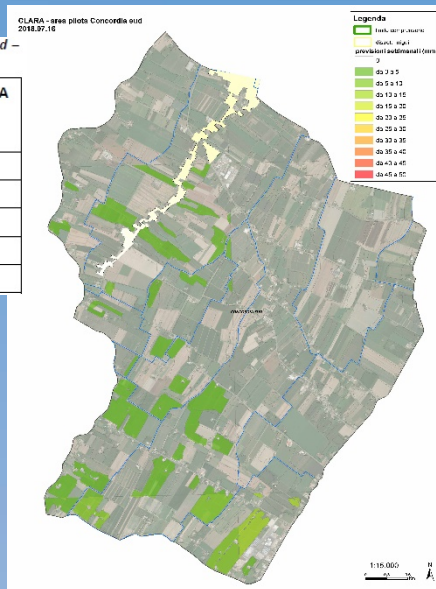 CLARA - area pilota Concordia sud
2018.07.16
d –
A
Legenda
previsioni settimanali (mm
0
da 0 a 5
da 5 a 10
da 10 a 15
da 15 a 20
da 20 a 25
da 25 a 30
da 30 a 35
da 35 a 40
da 40 a 45
da 45 a 50
1:15.000
N